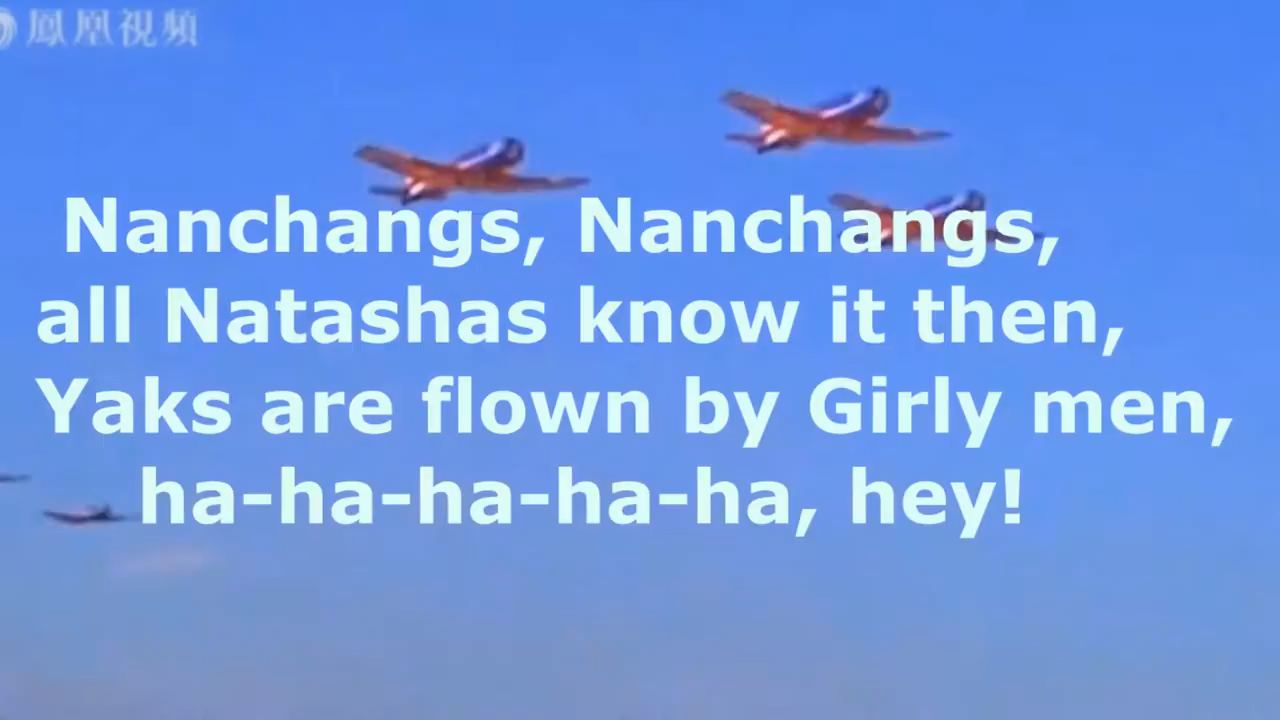 鳳凰視頻
Nanchangs, Nanchangs,
all Natashas know it then,
Yaks are flown by Girly men,
ha-ha-ha-ha-ha, hey!